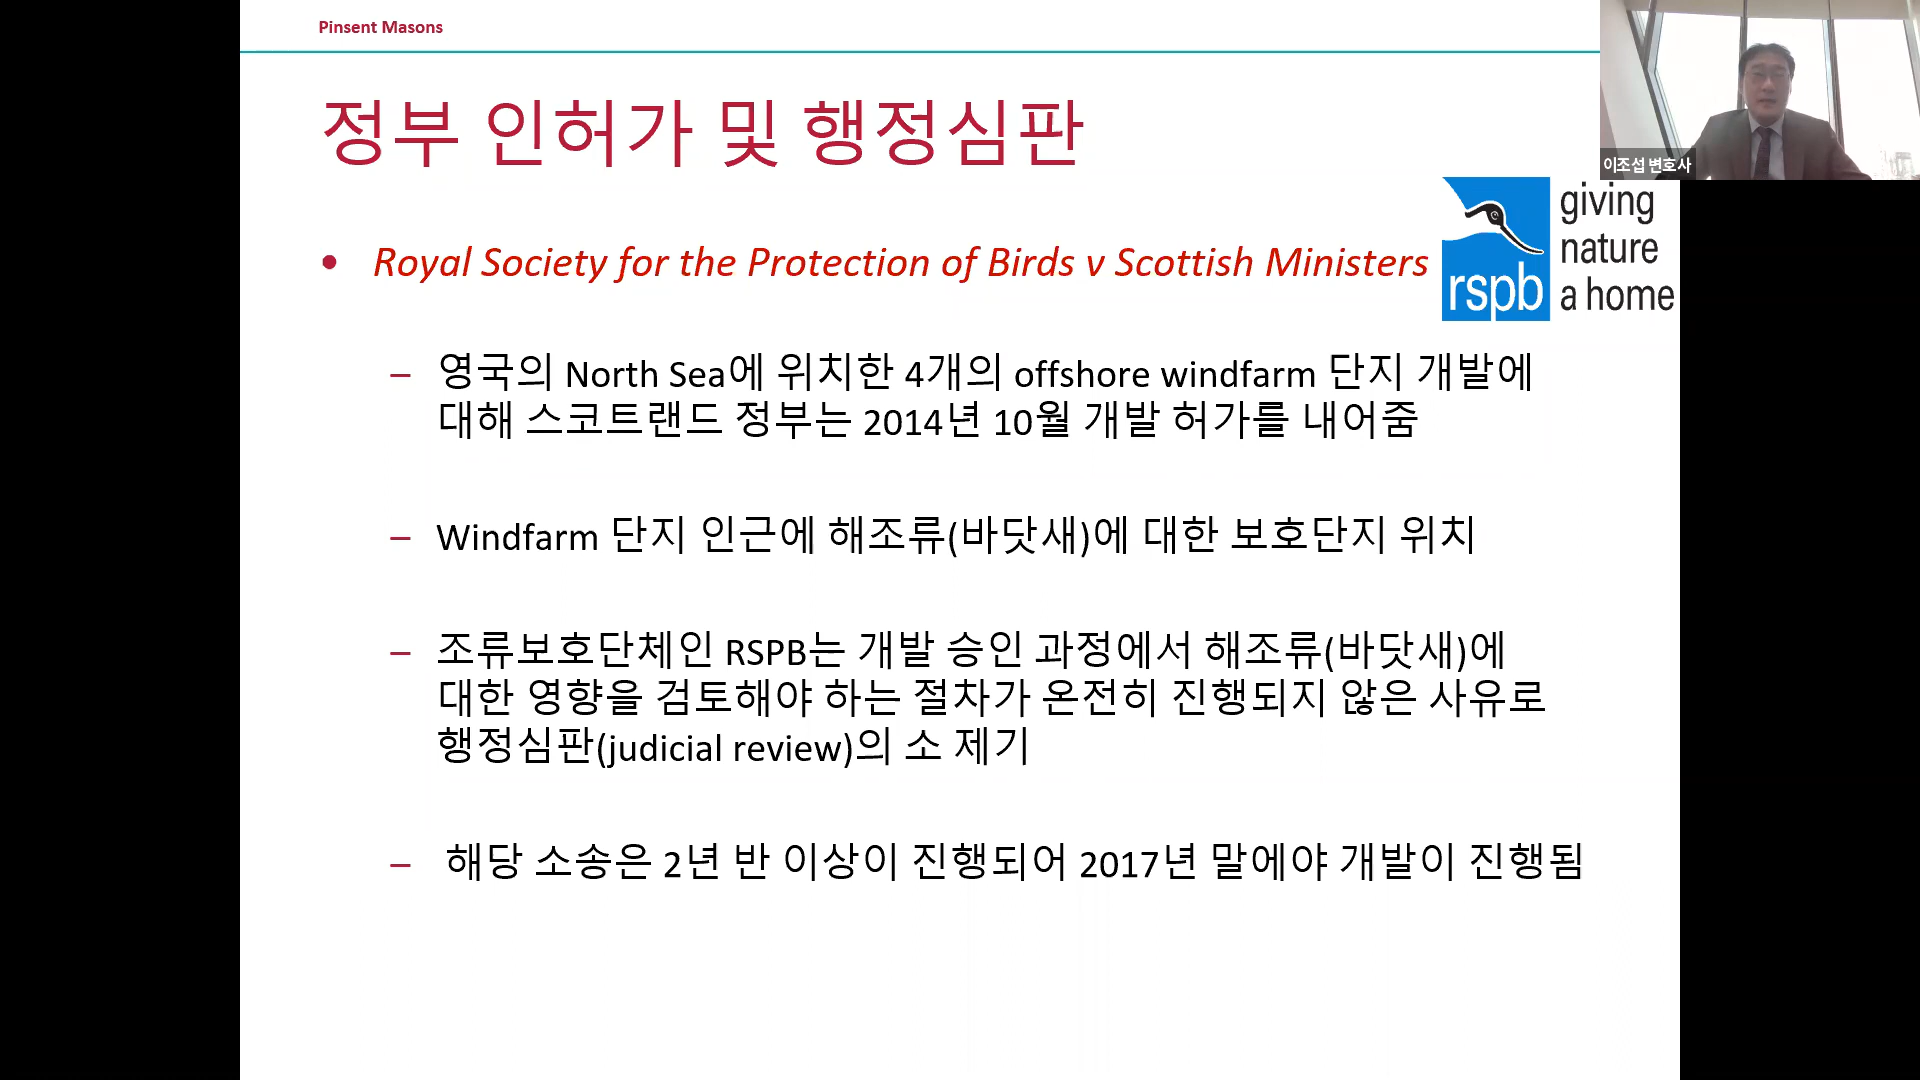 Pinsent Masons
정부 인허가 및 행정심판
이조섭 변호사
• Royal Society for the Protection of Birds v Scottish Ministers
rspb
giving
nature
a home
– 영국의 North Sea에 위치한 4개의 offshore windfarm 단지 개발에
대해 스코트랜드 정부는 2014년 10월 개발 허가를 내어줌
– Windfarm 단지 인근에 해조류(바닷새)에 대한 보호단지 위치
– 조류보호단체인 RSPB는 개발 승인 과정에서 해조류(바닷새)에
대한 영향을 검토해야 하는 절차가 온전히 진행되지 않은 사유로
행정심판(judicial review)의 소 제기
– 해당 소송은 2년 반 이상이 진행되어 2017년 말에야 개발이 진행됨